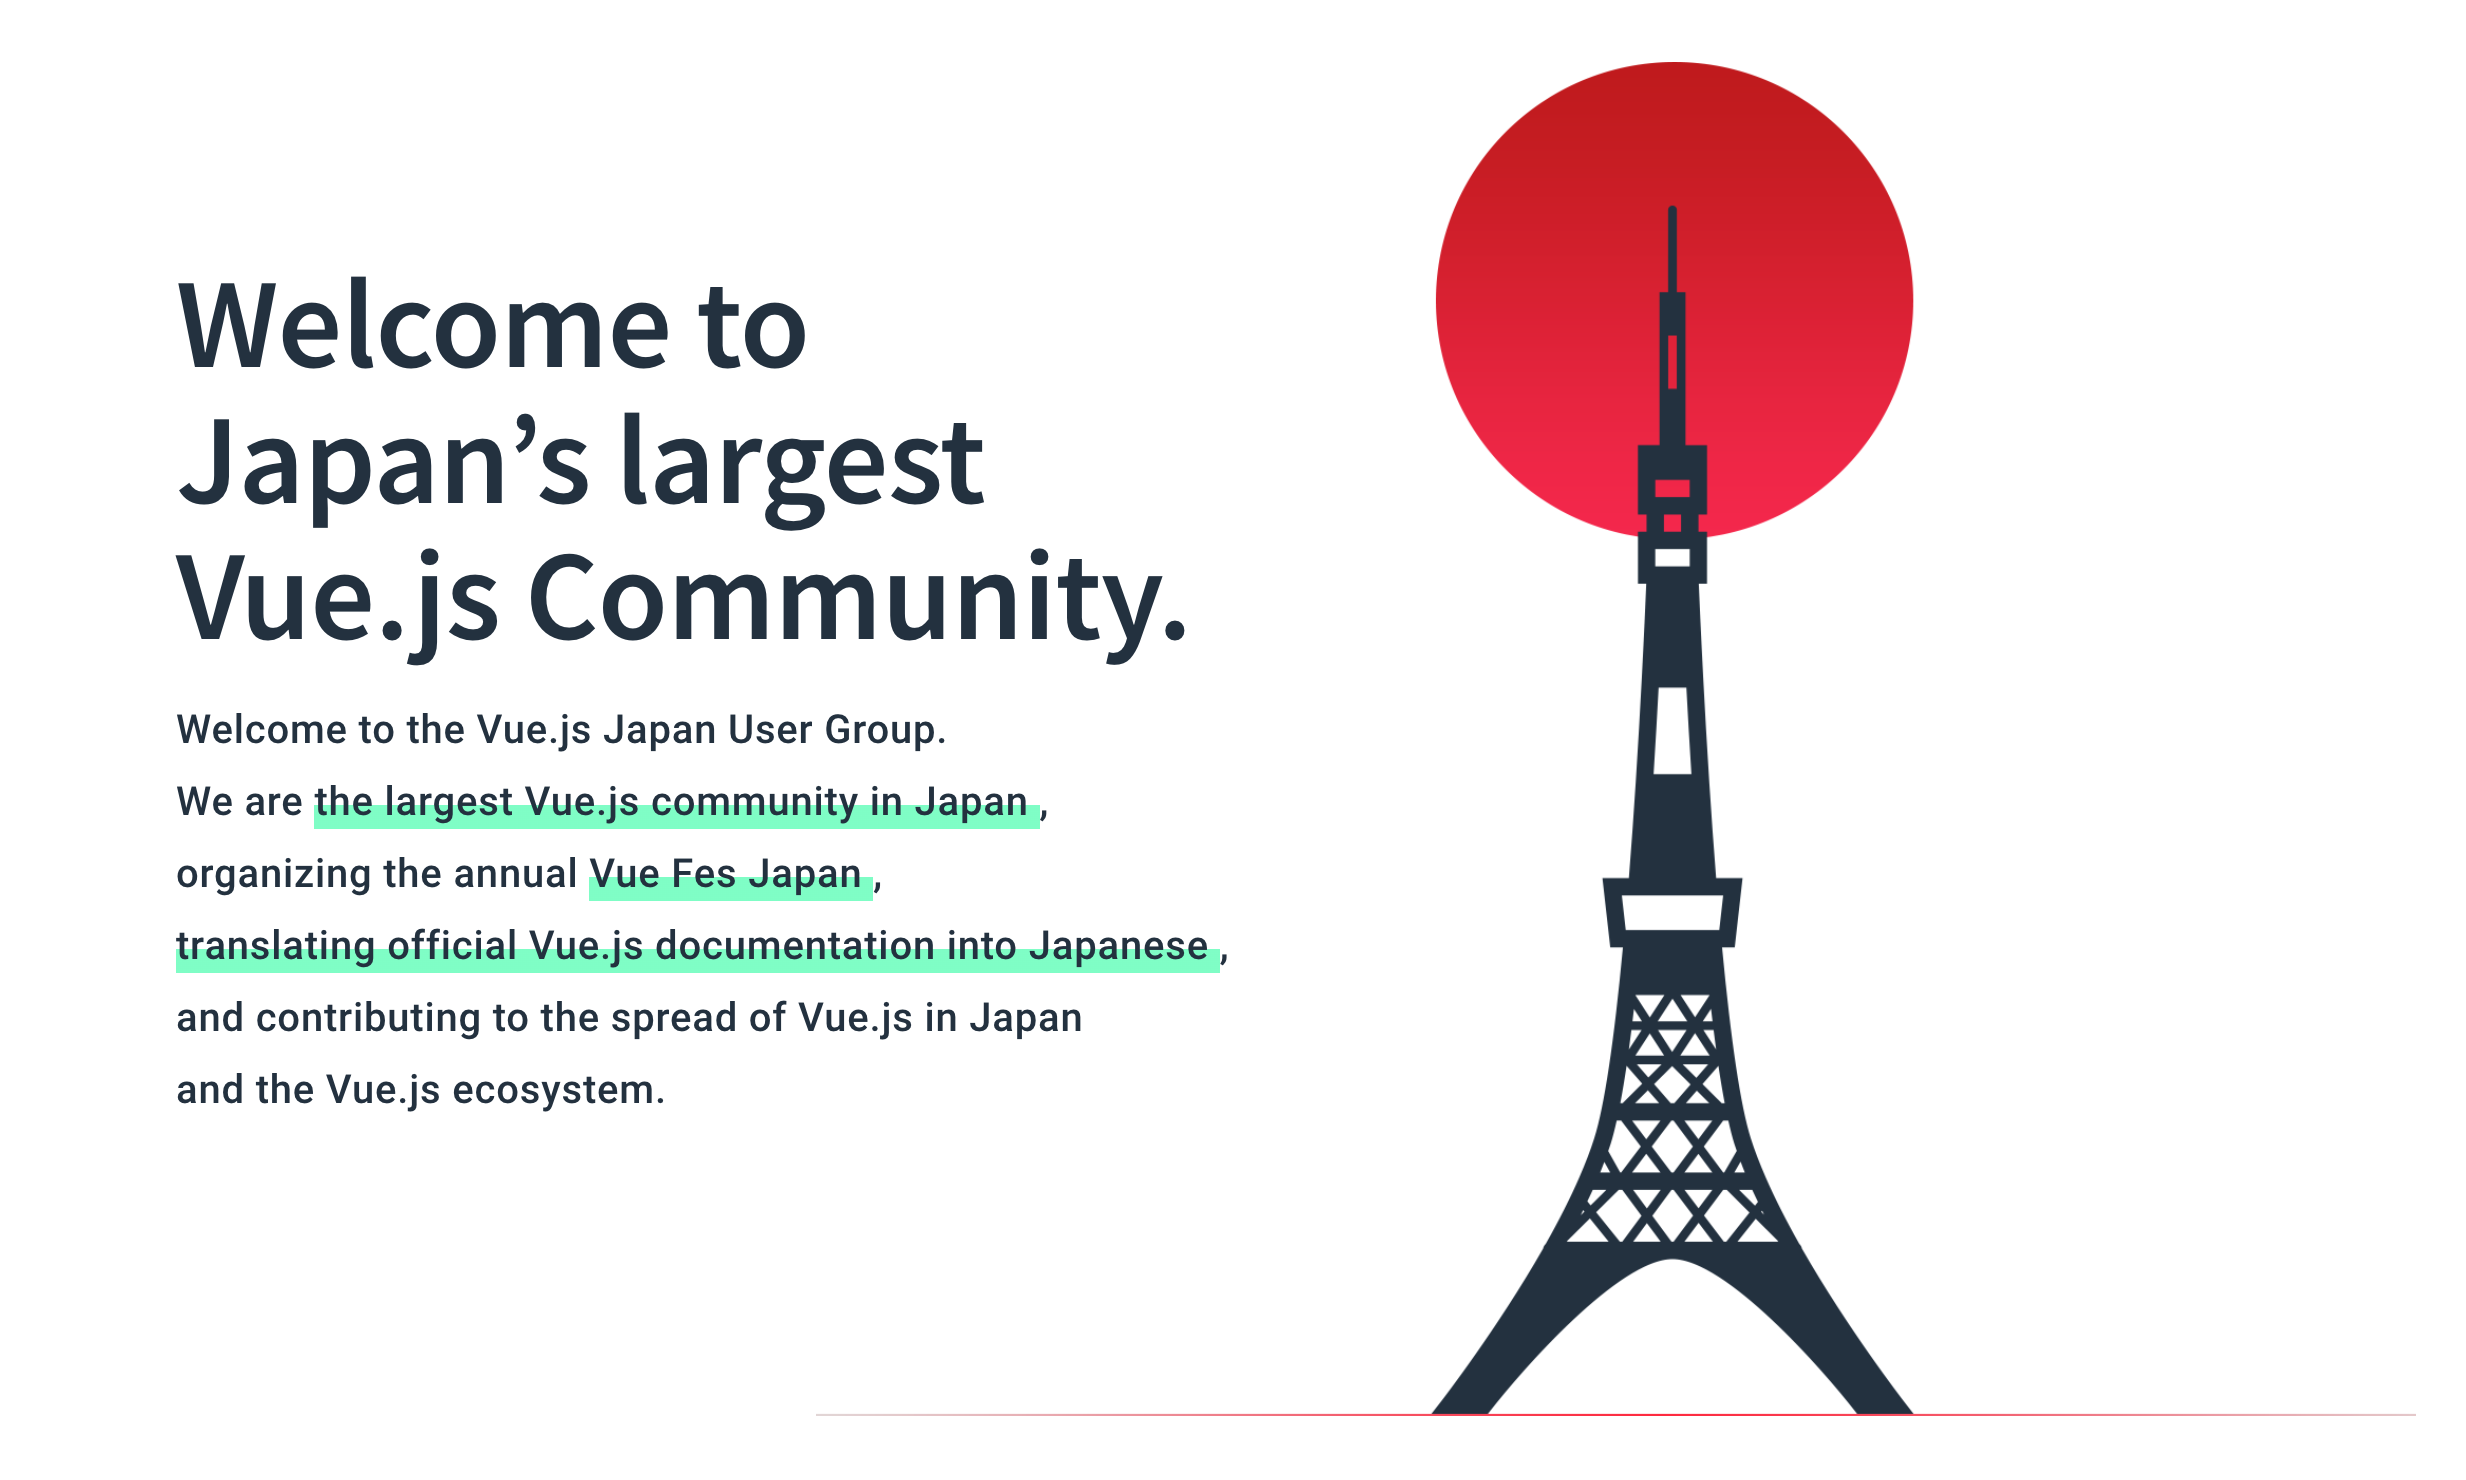 Welcome to
Japan’s largest
Vue.js Community.
Welcome to the Vue.js Japan User Group.
We are the largest Vue.js community in Japan ,
organizing the annual Vue Fes Japan ,
translating official Vue.js documentation into Japanese ,
and contributing to the spread of Vue.js in Japan
and the Vue.js ecosystem.